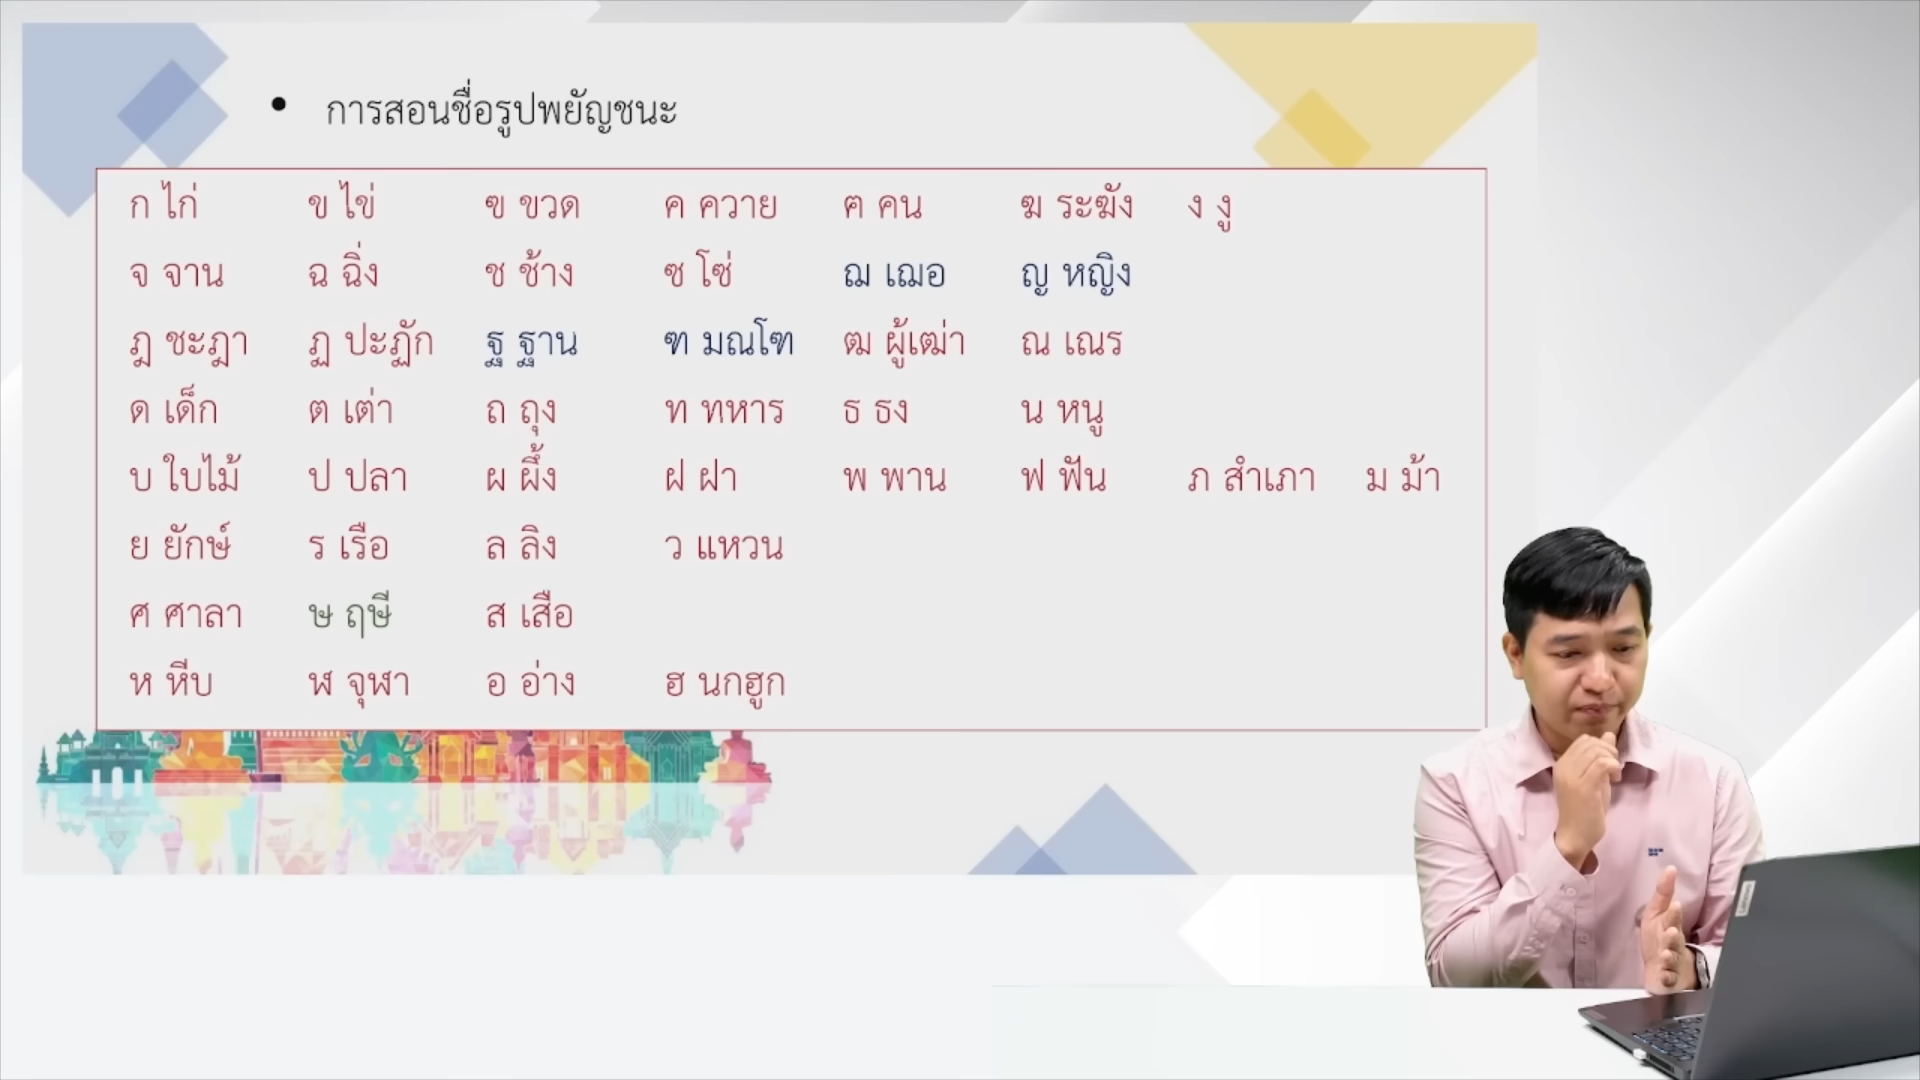 • การสอนชื่อรูปพยัญชนะ
ก ไก่ ข ไข่ ฃ ขวด ค ควาย ฅ คน ฆ ระฆัง ง งู
จ จาน ฉ ฉิ่ง ช ช้าง ซ โซ่ ฌ เฌอ ญ หญิง
ฎ ชะฎา ฏ ปะฏัก ฐ ฐาน ฑ มณโฑ ฒ ผู้เฒ่า ณ เณร
ด เด็ก ต เต่า ถ ถุง ท ทหาร ธ ธง น หนู
บ ใบไม้ ป ปลา ผ ผึ้ง ฝ ฝา พ พาน ฟ ฟัน ภ สำเภา ม ม้า
ย ยักษ์ ร เรือ ล ลิง ว แหวน
ศ ศาลา ษ ฤษี ส เสือ
ห หีบ ฬ จุฬา อ อ่าง ฮ นกฮูก